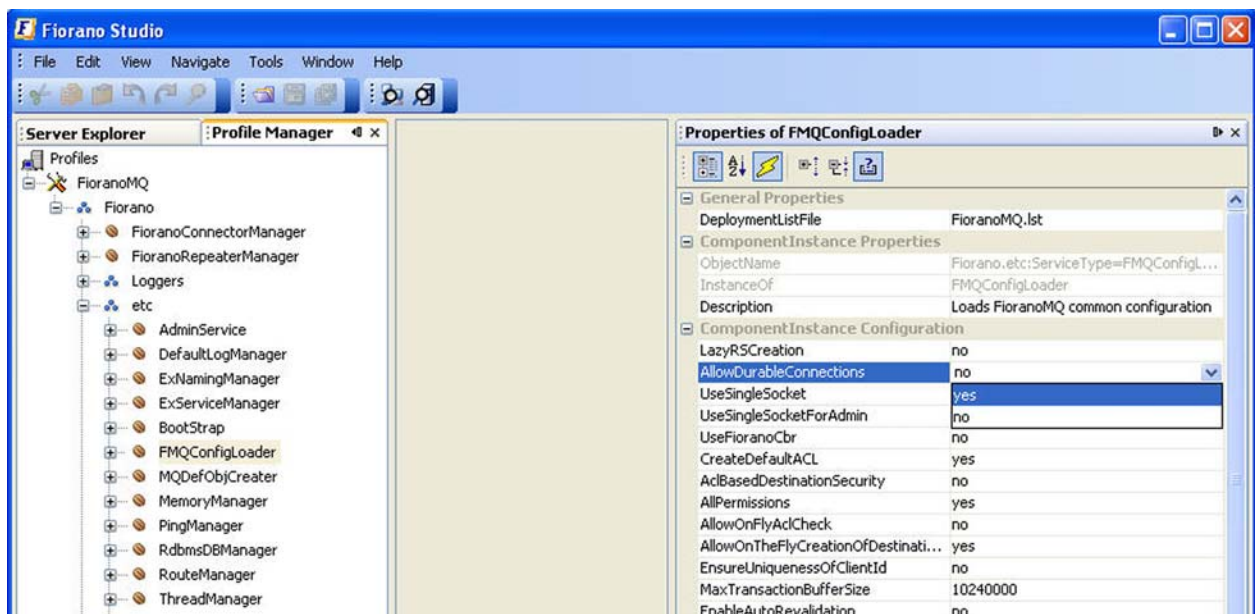 Fiorano Studio
File Edit View Navigate Tools Window Help
Server Explorer
Profile Manager
Profiles
FioranoMQ
Fiorano
FioranoConnectorManager
FioranoRepeaterManager
Loggers
etc
AdminService
DefaultLogManager
ExNamingManager
ExServiceManager
BootStrap
FMQConfigLoader
MQDefObjCreater
MemoryManager
PingManager
RdbmsDBManager
RouteManager
ThreadManager
Properties of FMQConfigLoader
General Properties
DeploymentListFile FioranoMQ.lst
ComponentInstance Properties
ObjectName Fiorano.etc:ServiceType=FMQConfigL...
InstanceOf FMQConfigLoader
Description Loads FioranoMQ common configuration
ComponentInstance Configuration
LazyRSCreation no
AllowDurableConnections no
UseSingleSocket yes
UseSingleSocketForAdmin no
UseFioranoCbr no
CreateDefaultACL yes
AclBasedDestinationSecurity no
AllPermissions yes
AllowOnFlyAclCheck no
AllowOnTheFlyCreationOfDestinati... yes
EnsureUniquenessOfClientId no
MaxTransactionBufferSize 10240000
EnableAutoRevalidation no